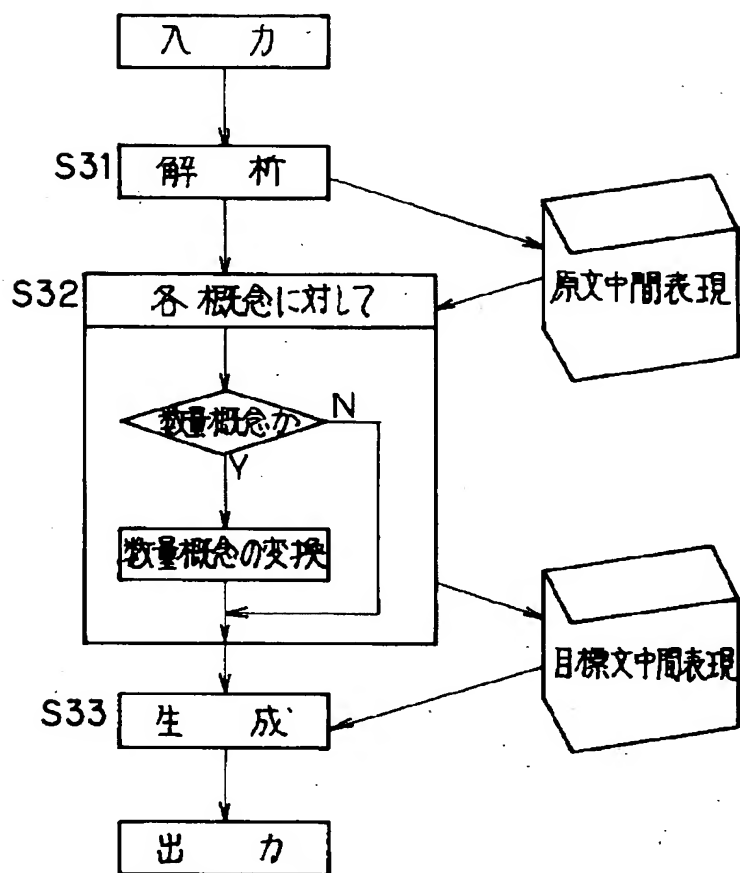 入 力
S31 解 析
原文中間表現
S32 各概念に対して
数量概念か N
Y
数量概念の変換
目標文中間表現
S33 生 成
出 力